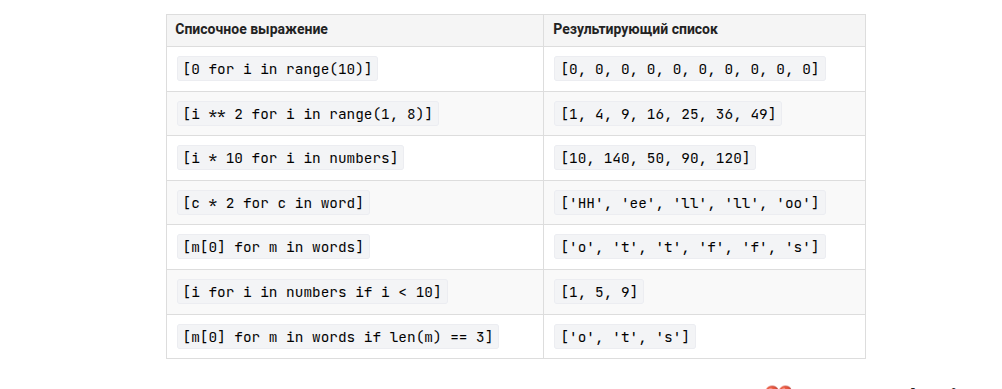 Списочное выражение Результирующий список
[0 for i in range(10)] [0, 0, 0, 0, 0, 0, 0, 0, 0, 0]
[i ** 2 for i in range(1, 8)] [1, 4, 9, 16, 25, 36, 49]
[i * 10 for i in numbers] [10, 140, 50, 90, 120]
[c * 2 for c in word] ['HH', 'ee', 'll', 'll', 'oo']
[m[0] for m in words] ['o', 't', 't', 'f', 'f', 's']
[i for i in numbers if i < 10] [1, 5, 9]
[m[0] for m in words if len(m) == 3] ['o', 't', 's']